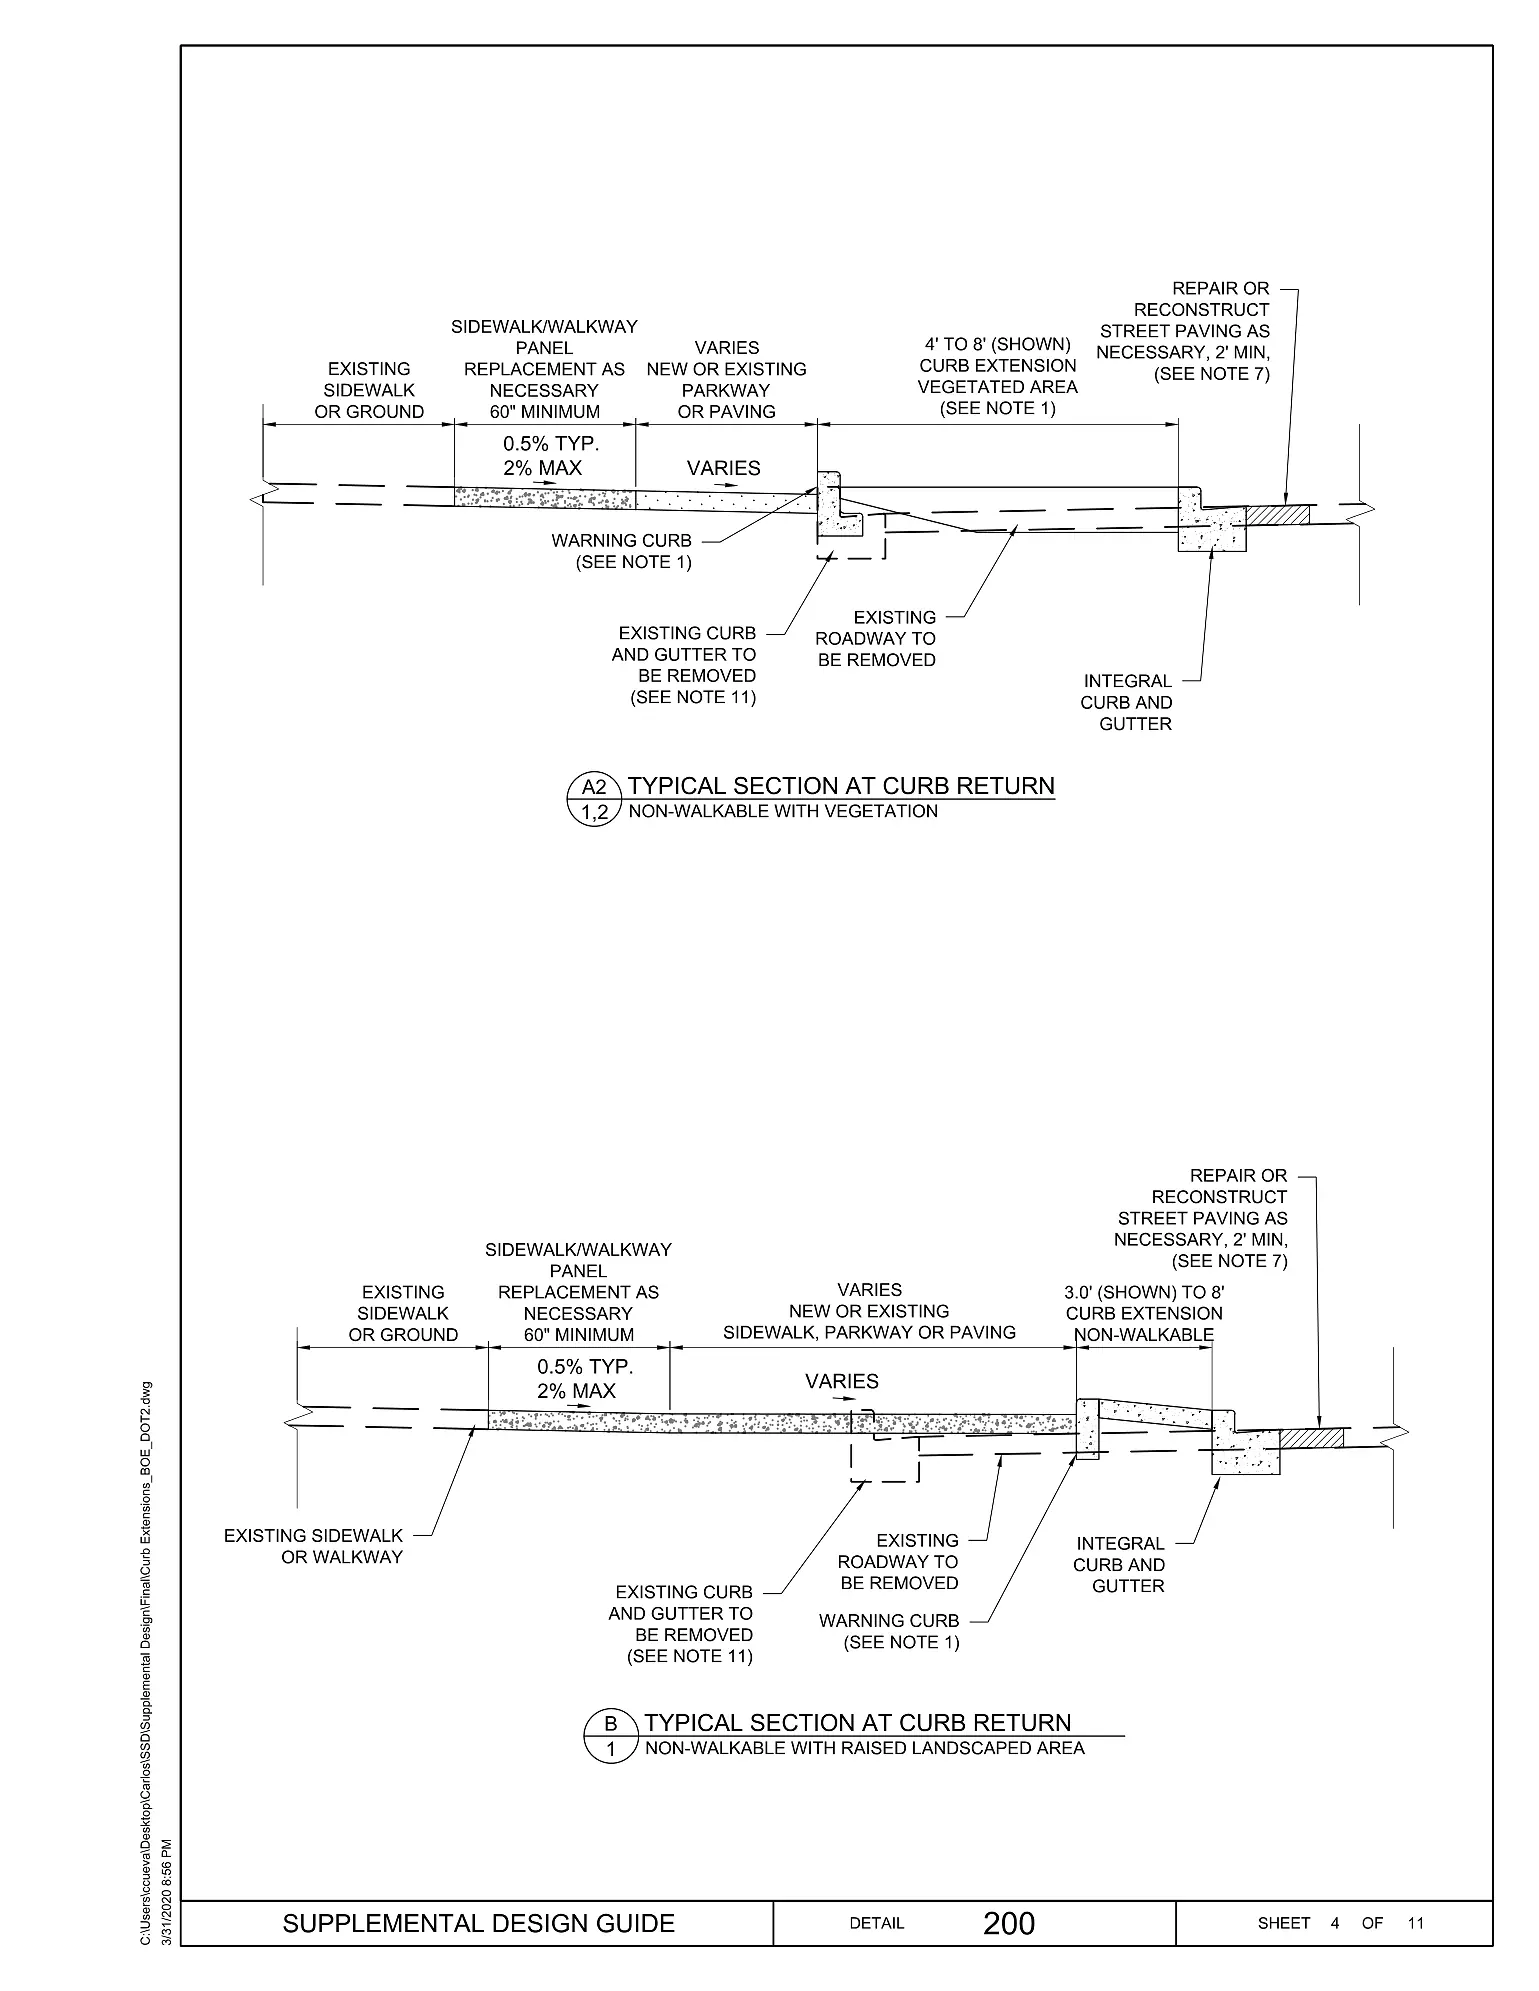 REPAIR OR
RECONSTRUCT
STREET PAVING AS
NECESSARY, 2' MIN,
(SEE NOTE 7)
SIDEWALK/WALKWAY
PANEL
REPLACEMENT AS
NECESSARY
60" MINIMUM
VARIES
NEW OR EXISTING
PARKWAY
OR PAVING
4' TO 8' (SHOWN)
CURB EXTENSION
VEGETATED AREA
(SEE NOTE 1)
EXISTING
SIDEWALK
OR GROUND
0.5% TYP.
2% MAX
VARIES
WARNING CURB
(SEE NOTE 1)
EXISTING CURB
AND GUTTER TO
BE REMOVED
(SEE NOTE 11)
EXISTING
ROADWAY TO
BE REMOVED
INTEGRAL
CURB AND
GUTTER
A2
1,2
TYPICAL SECTION AT CURB RETURN
NON-WALKABLE WITH VEGETATION
REPAIR OR
RECONSTRUCT
STREET PAVING AS
NECESSARY, 2' MIN,
(SEE NOTE 7)
SIDEWALK/WALKWAY
PANEL
REPLACEMENT AS
NECESSARY
60" MINIMUM
EXISTING
SIDEWALK
OR GROUND
VARIES
NEW OR EXISTING
SIDEWALK, PARKWAY OR PAVING
3.0' (SHOWN) TO 8'
CURB EXTENSION
NON-WALKABLE
0.5% TYP.
2% MAX
VARIES
EXISTING SIDEWALK
OR WALKWAY
EXISTING CURB
AND GUTTER TO
BE REMOVED
(SEE NOTE 11)
EXISTING
ROADWAY TO
BE REMOVED
WARNING CURB
(SEE NOTE 1)
INTEGRAL
CURB AND
GUTTER
B
1
TYPICAL SECTION AT CURB RETURN
NON-WALKABLE WITH RAISED LANDSCAPED AREA
C:\Users\ccueva\Desktop\Carlos\SSD\Supplemental Design\Final\Curb Extensions_BOE_DOT2.dwg
3/31/2020 8:56 PM
SUPPLEMENTAL DESIGN GUIDE
DETAIL 200
SHEET 4 OF 11